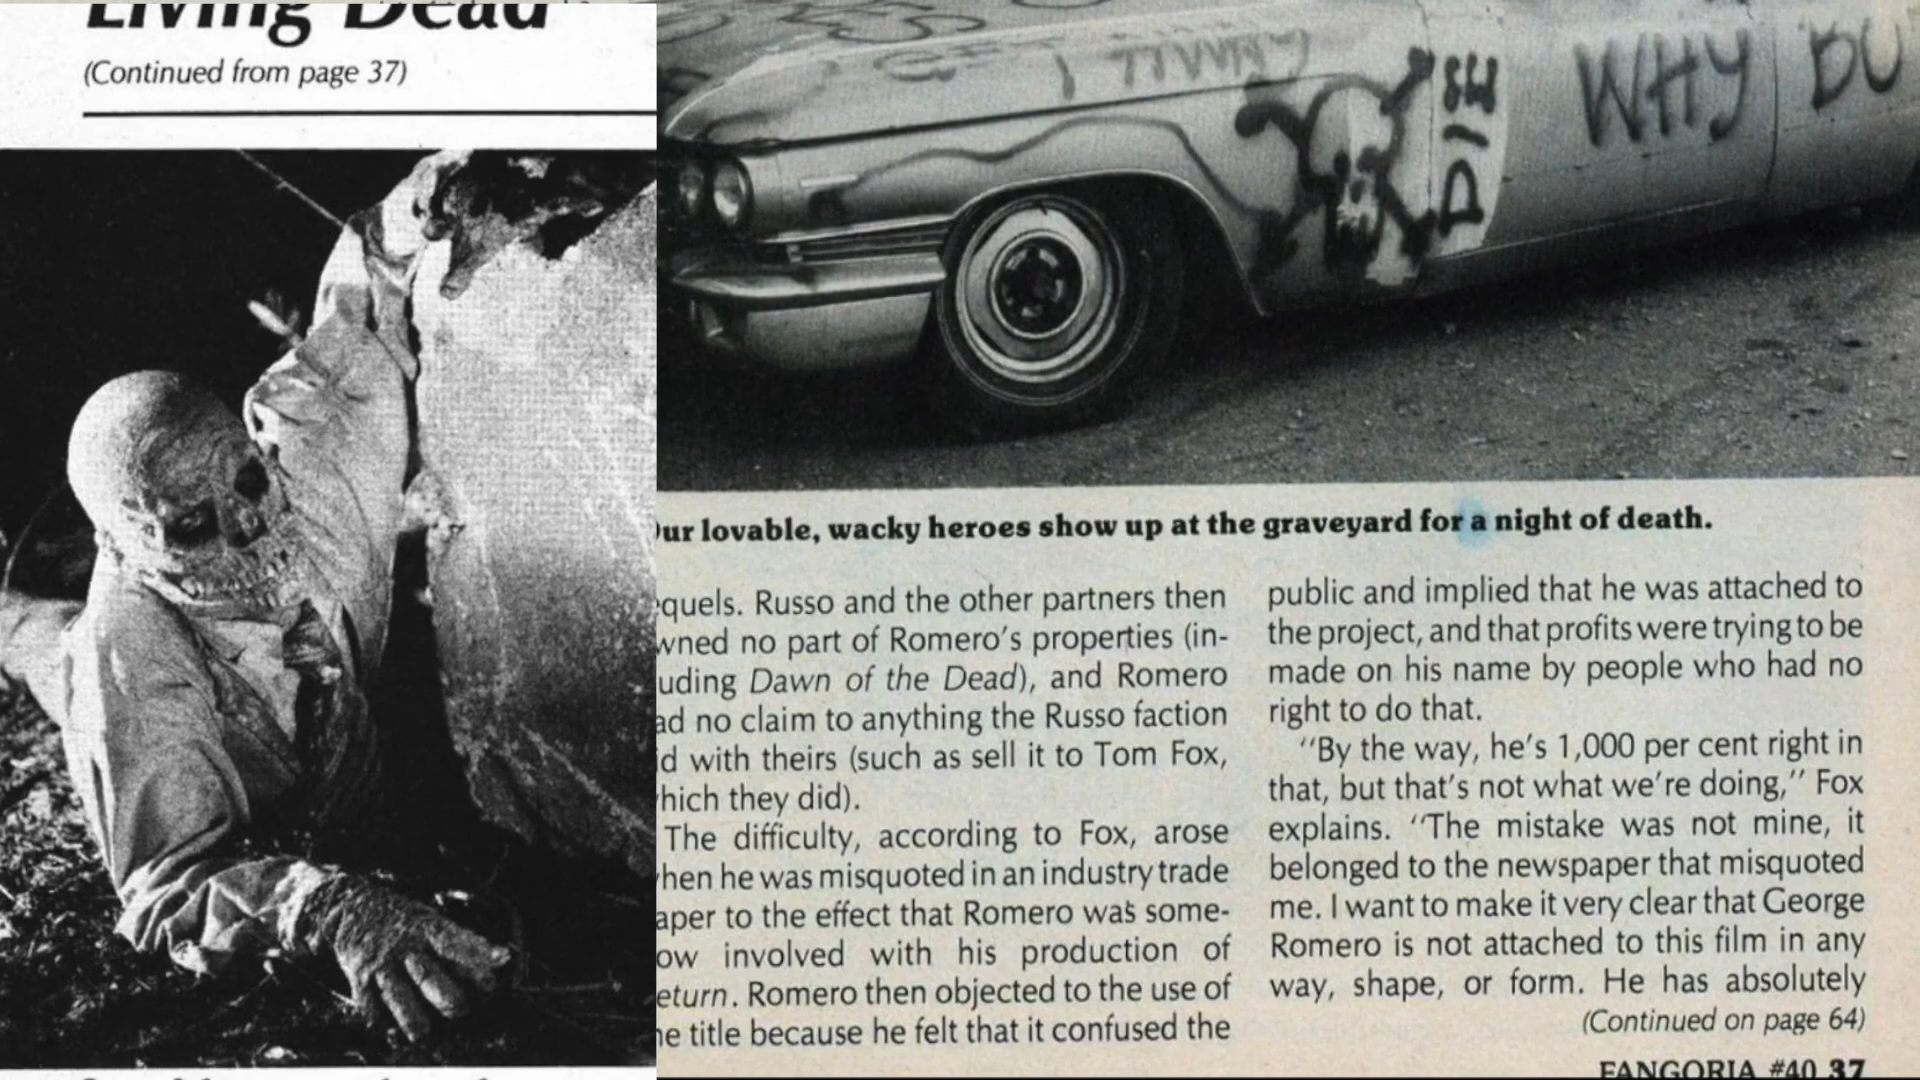 Living Dead
(Continued from page 37)
DIE
WHY
lovable, wacky heroes show up at the graveyard for a night of death.
Russo and the other partners then
no part of Romero's properties (in-
Dawn of the Dead), and Romero
no claim to anything the Russo faction
with theirs (such as sell it to Tom Fox,
they did).
The difficulty, according to Fox, arose
he was misquoted in an industry trade
to the effect that Romero was some-
involved with his production of
Romero then objected to the use of
title because he felt that it confused the
public and implied that he was attached to
the project, and that profits were trying to be
made on his name by people who had no
right to do that.
"By the way, he's 1,000 per cent right in
that, but that's not what we're doing," Fox
explains. "The mistake was not mine, it
belonged to the newspaper that misquoted
me. I want to make it very clear that George
Romero is not attached to this film in any
way, shape, or form. He has absolutely
(Continued on page 64)
FANGORIA #40 37